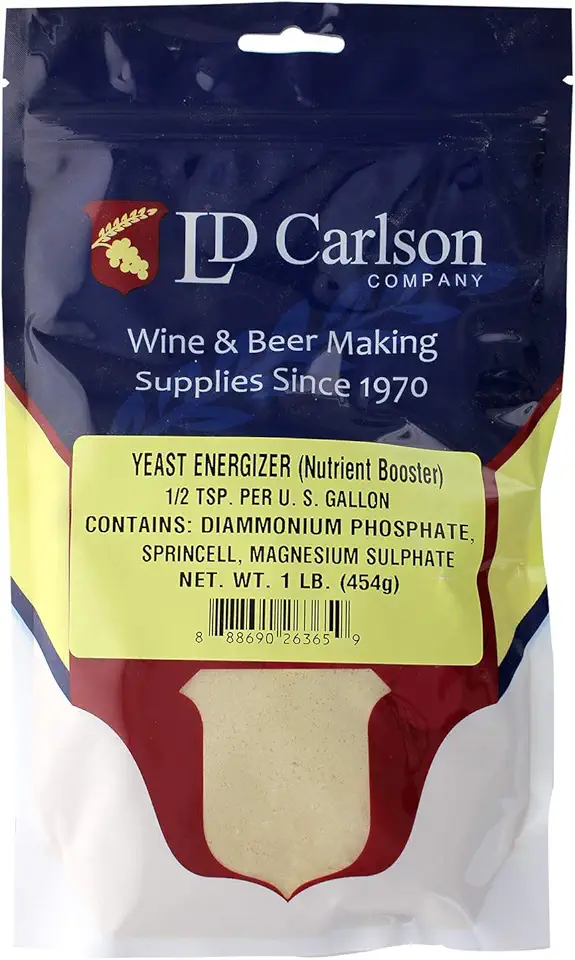 LD Carlson
COMPANY
Wine & Beer Making
Supplies Since 1970
YEAST ENERGIZER (Nutrient Booster)
1/2 TSP. PER U. S. GALLON
CONTAINS: DIAMMONIUM PHOSPHATE,
SPRINCELL, MAGNESIUM SULPHATE
NET. WT. 1 LB. (454g)
8 88690 26365 9